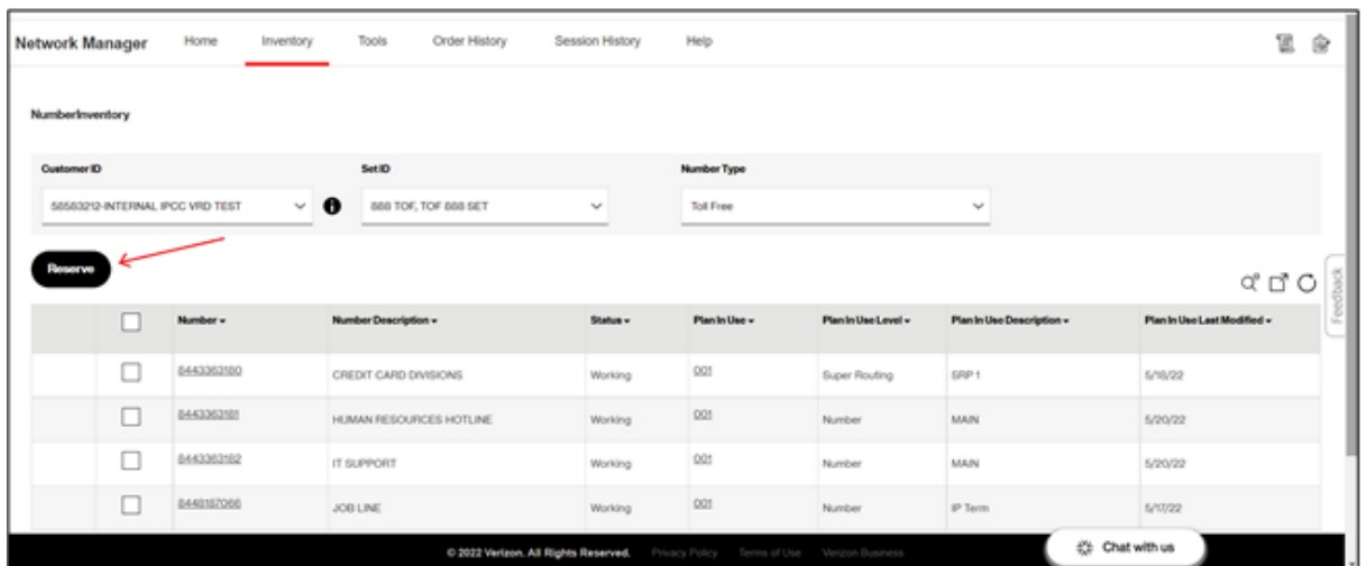 Network Manager Home Inventory Tools Order History Session History Help
NumberInventory
Customer ID Set ID Number Type
58583212-INTERNAL IPCC VRD TEST 888 TOF, TOF 888 SET Toll Free
Reserve
Feedback
Number Number Description Status Plan In Use Plan In Use Level Plan In Use Description Plan In Use Last Modified
8443363180 CREDIT CARD DIVISIONS Working 001 Super Routing SRP 1 5/18/22
8443363181 HUMAN RESOURCES HOTLINE Working 001 Number MAIN 5/20/22
8443363182 IT SUPPORT Working 001 Number MAIN 5/20/22
8448187066 JOB LINE Working 001 Number IP Term 5/17/22
© 2022 Verizon. All Rights Reserved. Privacy Policy Terms of Use Verizon Business
Chat with us